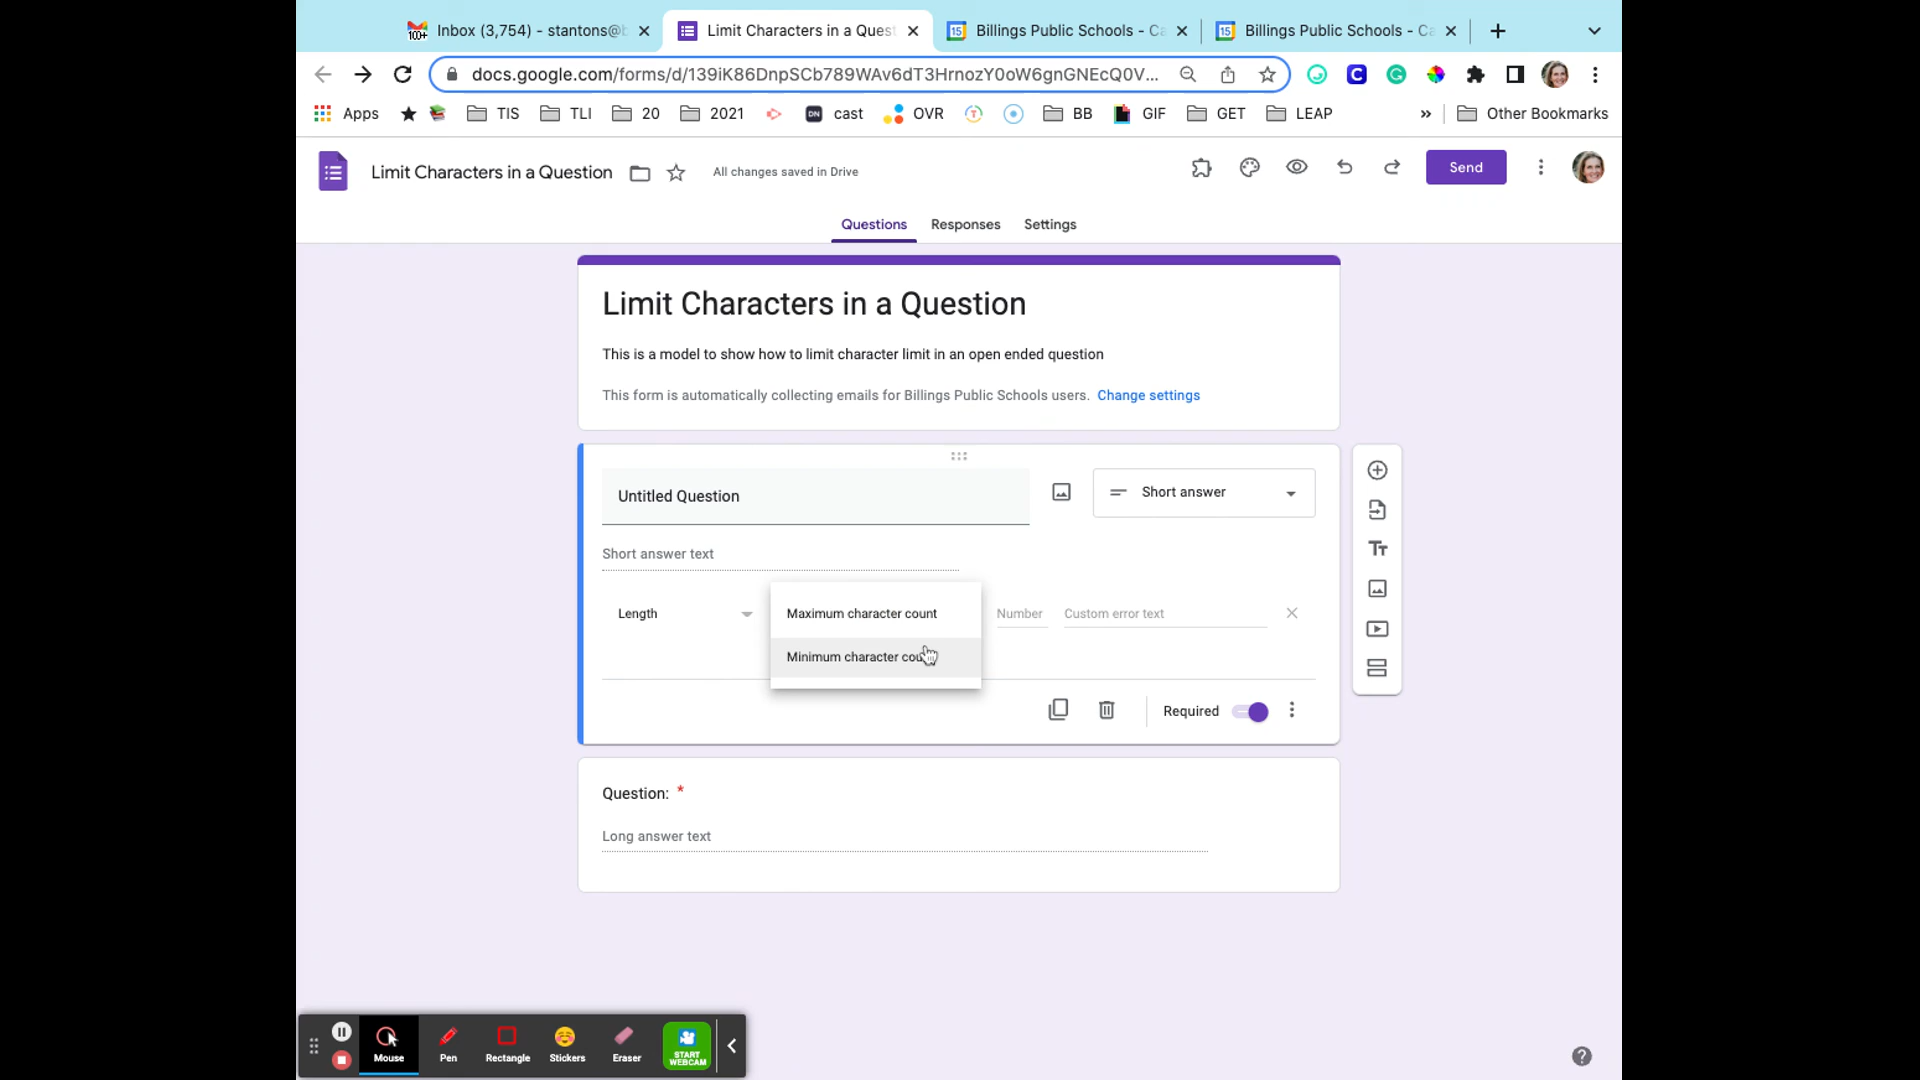 Inbox (3,754) - stantons@b
Limit Characters in a Quest
Billings Public Schools - Ca
Billings Public Schools - Ca
docs.google.com/forms/d/139iK86DnpSCb789WAv6dT3HrnozY0oW6gnGNEcQ0V...
Apps
TIS
TLI
20
2021
DN
cast
OVR
BB
GIF
GET
LEAP
»
Other Bookmarks
Limit Characters in a Question
All changes saved in Drive
Send
Questions
Responses
Settings
Limit Characters in a Question
This is a model to show how to limit character limit in an open ended question
This form is automatically collecting emails for Billings Public Schools users. Change settings
Untitled Question
Short answer
Short answer text
Length
Maximum character count
Number
Custom error text
Minimum character cou
Required
Question: *
Long answer text
Mouse
Pen
Rectangle
Stickers
Eraser
START
WEBCAM